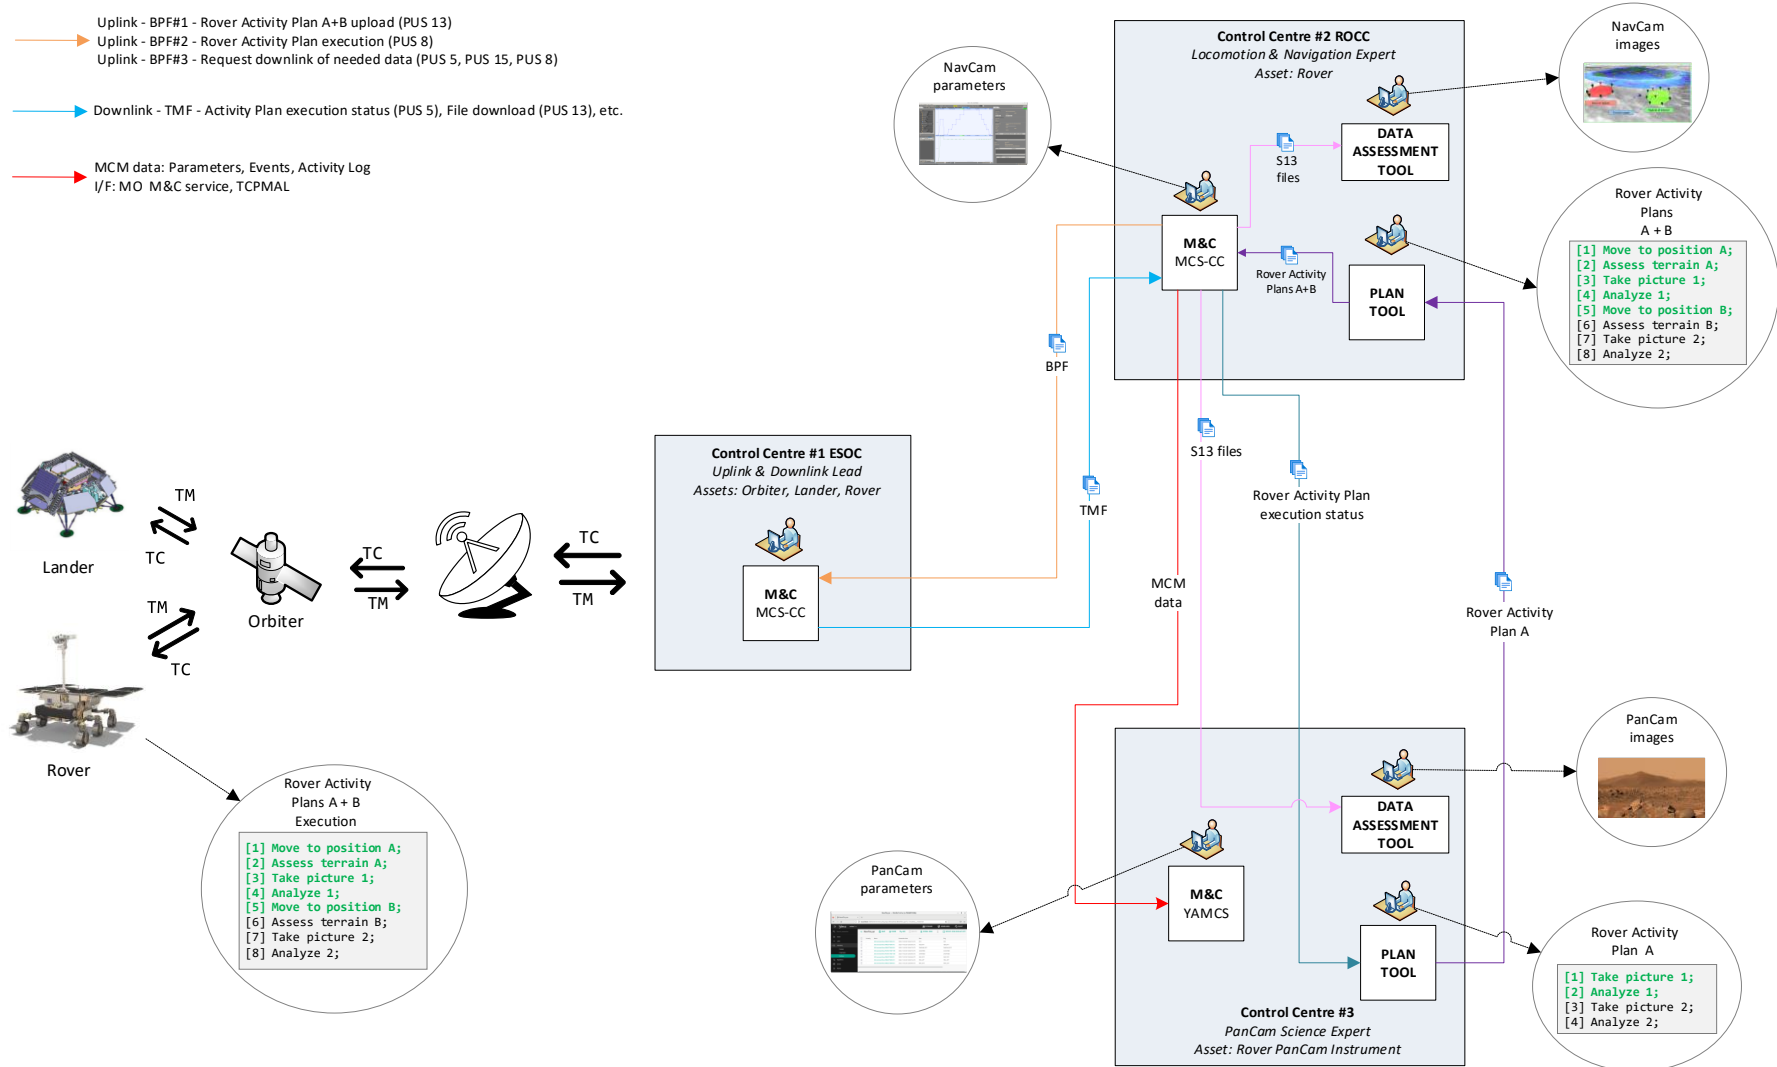 Uplink - BPF#1 - Rover Activity Plan A+B upload (PUS 13)
Uplink - BPF#2 - Rover Activity Plan execution (PUS 8)
Uplink - BPF#3 - Request downlink of needed data (PUS 5, PUS 15, PUS 8)
Downlink - TMF - Activity Plan execution status (PUS 5), File download (PUS 13), etc.
MCM data: Parameters, Events, Activity Log
I/F: MO M&C service, TCPMAL
NavCam
parameters
Control Centre #2 ROCC
Locomotion & Navigation Expert
Asset: Rover
DATA
ASSESSMENT
TOOL
S13
files
M&C
MCS-CC
Rover Activity
Plans A+B
PLAN
TOOL
NavCam
images
Rover Activity
Plans
A + B
[1] Move to position A;
[2] Assess terrain A;
[3] Take picture 1;
[4] Analyze 1;
[5] Move to position B;
[6] Assess terrain B;
[7] Take picture 2;
[8] Analyze 2;
BPF
TMF
S13 files
Rover Activity Plan
execution status
MCM
data
Rover Activity
Plan A
Control Centre #1 ESOC
Uplink & Downlink Lead
Assets: Orbiter, Lander, Rover
M&C
MCS-CC
Lander
TM
TC
Orbiter
TM
TC
TC
TM
TC
TM
Rover
Rover Activity
Plans A + B
Execution
[1] Move to position A;
[2] Assess terrain A;
[3] Take picture 1;
[4] Analyze 1;
[5] Move to position B;
[6] Assess terrain B;
[7] Take picture 2;
[8] Analyze 2;
PanCam
parameters
M&C
YAMCS
DATA
ASSESSMENT
TOOL
PLAN
TOOL
Control Centre #3
PanCam Science Expert
Asset: Rover PanCam Instrument
PanCam
images
Rover Activity
Plan A
[1] Take picture 1;
[2] Analyze 1;
[3] Take picture 2;
[4] Analyze 2;